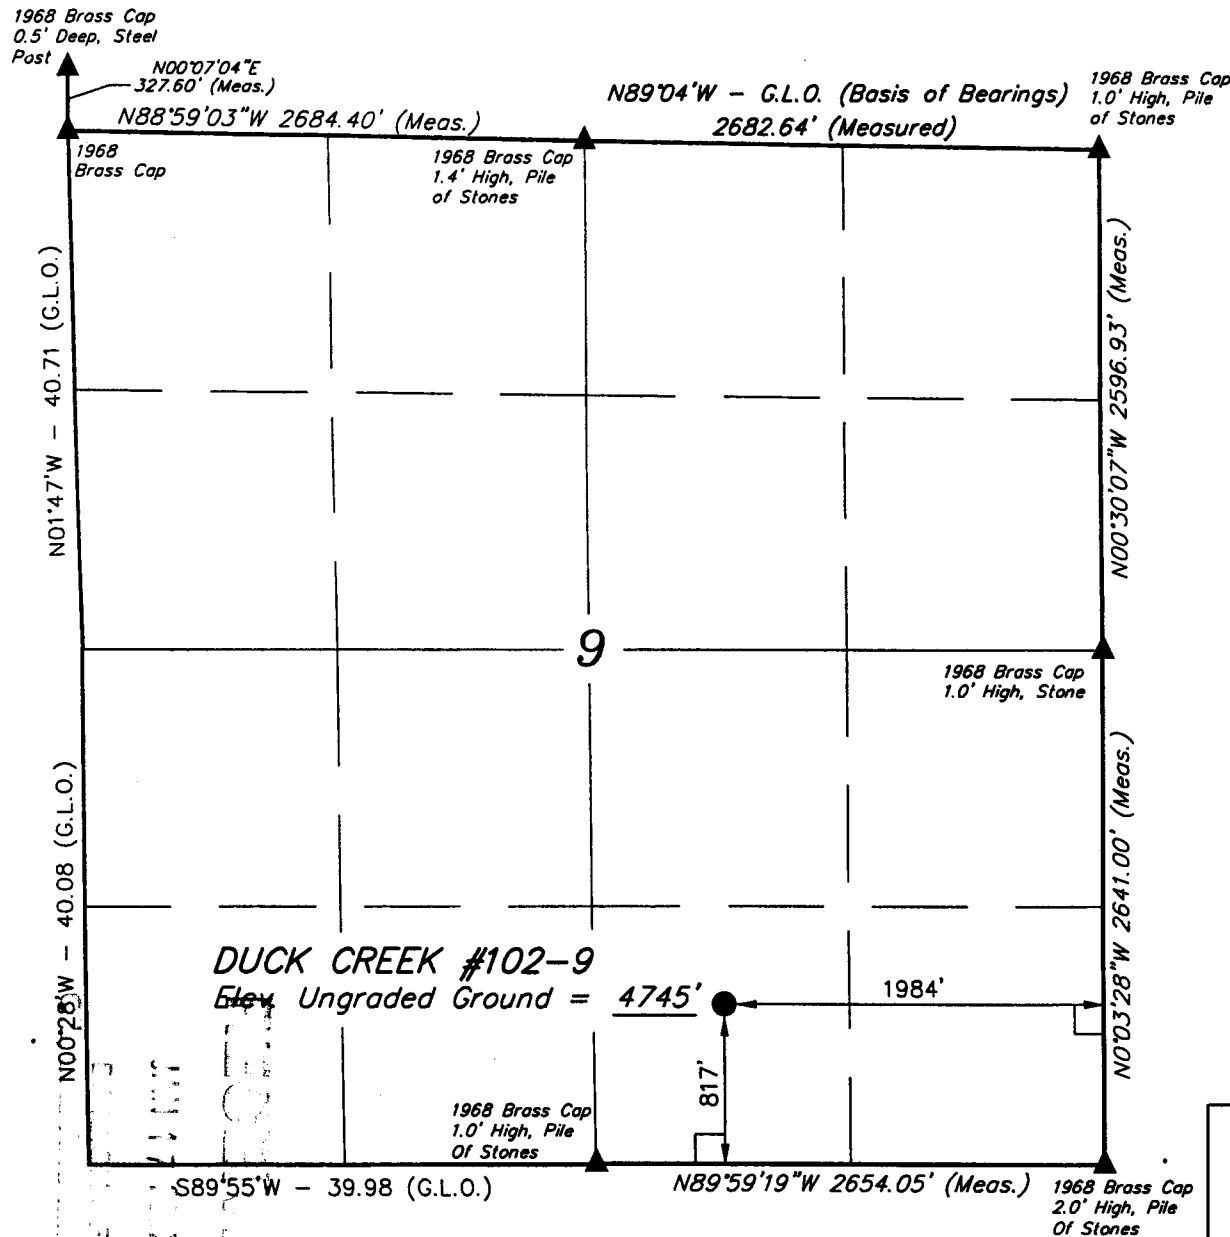 1968 Brass Cap
0.5' Deep, Steel
Post
N00°07'04"E
327.60' (Meas.)
N88°59'03"W 2684.40' (Meas.)
N89°04'W - G.L.O. (Basis of Bearings)
2682.64' (Measured)
1968 Brass Cap
1.0' High, Pile
of Stones
1968
Brass Cap
1968 Brass Cap
1.4' High, Pile
of Stones
N01°47'W - 40.71 (G.L.O.)
N00°30'07"W 2596.93' (Meas.)
9
1968 Brass Cap
1.0' High, Stone
N00°28'W - 40.08 (G.L.O.)
N0°03'28"W 2641.00' (Meas.)
DUCK CREEK #102-9
Elev. Ungraded Ground = 4745'
1984'
817'
1968 Brass Cap
1.0' High, Pile
Of Stones
S89°55'W - 39.98 (G.L.O.)
N89°59'19"W 2654.05' (Meas.)
1968 Brass Cap
2.0' High, Pile
Of Stones